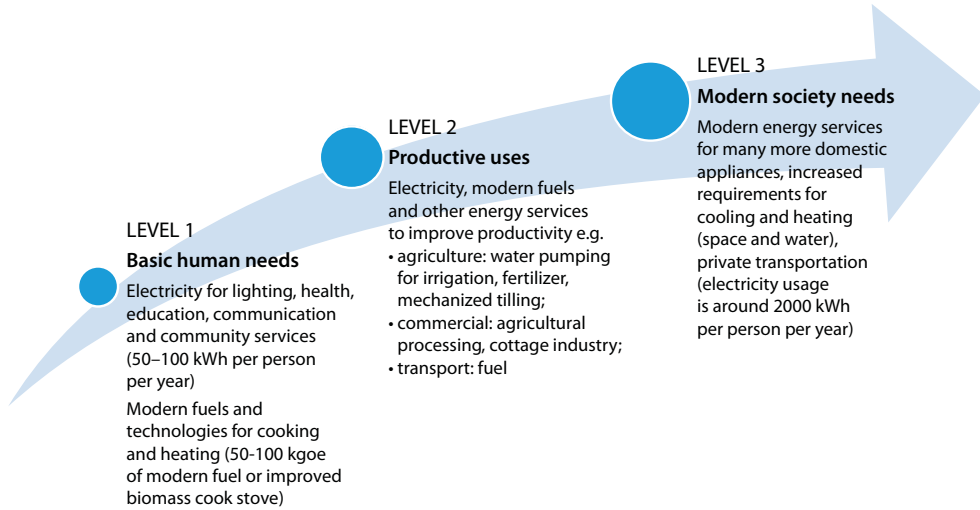 LEVEL 1
Basic human needs
Electricity for lighting, health,
education, communication
and community services
(50–100 kWh per person
per year)
Modern fuels and
technologies for cooking
and heating (50-100 kgoe
of modern fuel or improved
biomass cook stove)
LEVEL 2
Productive uses
Electricity, modern fuels
and other energy services
to improve productivity e.g.
• agriculture: water pumping
for irrigation, fertilizer,
mechanized tilling;
• commercial: agricultural
processing, cottage industry;
• transport: fuel
LEVEL 3
Modern society needs
Modern energy services
for many more domestic
appliances, increased
requirements for
cooling and heating
(space and water),
private transportation
(electricity usage
is around 2000 kWh
per person per year)